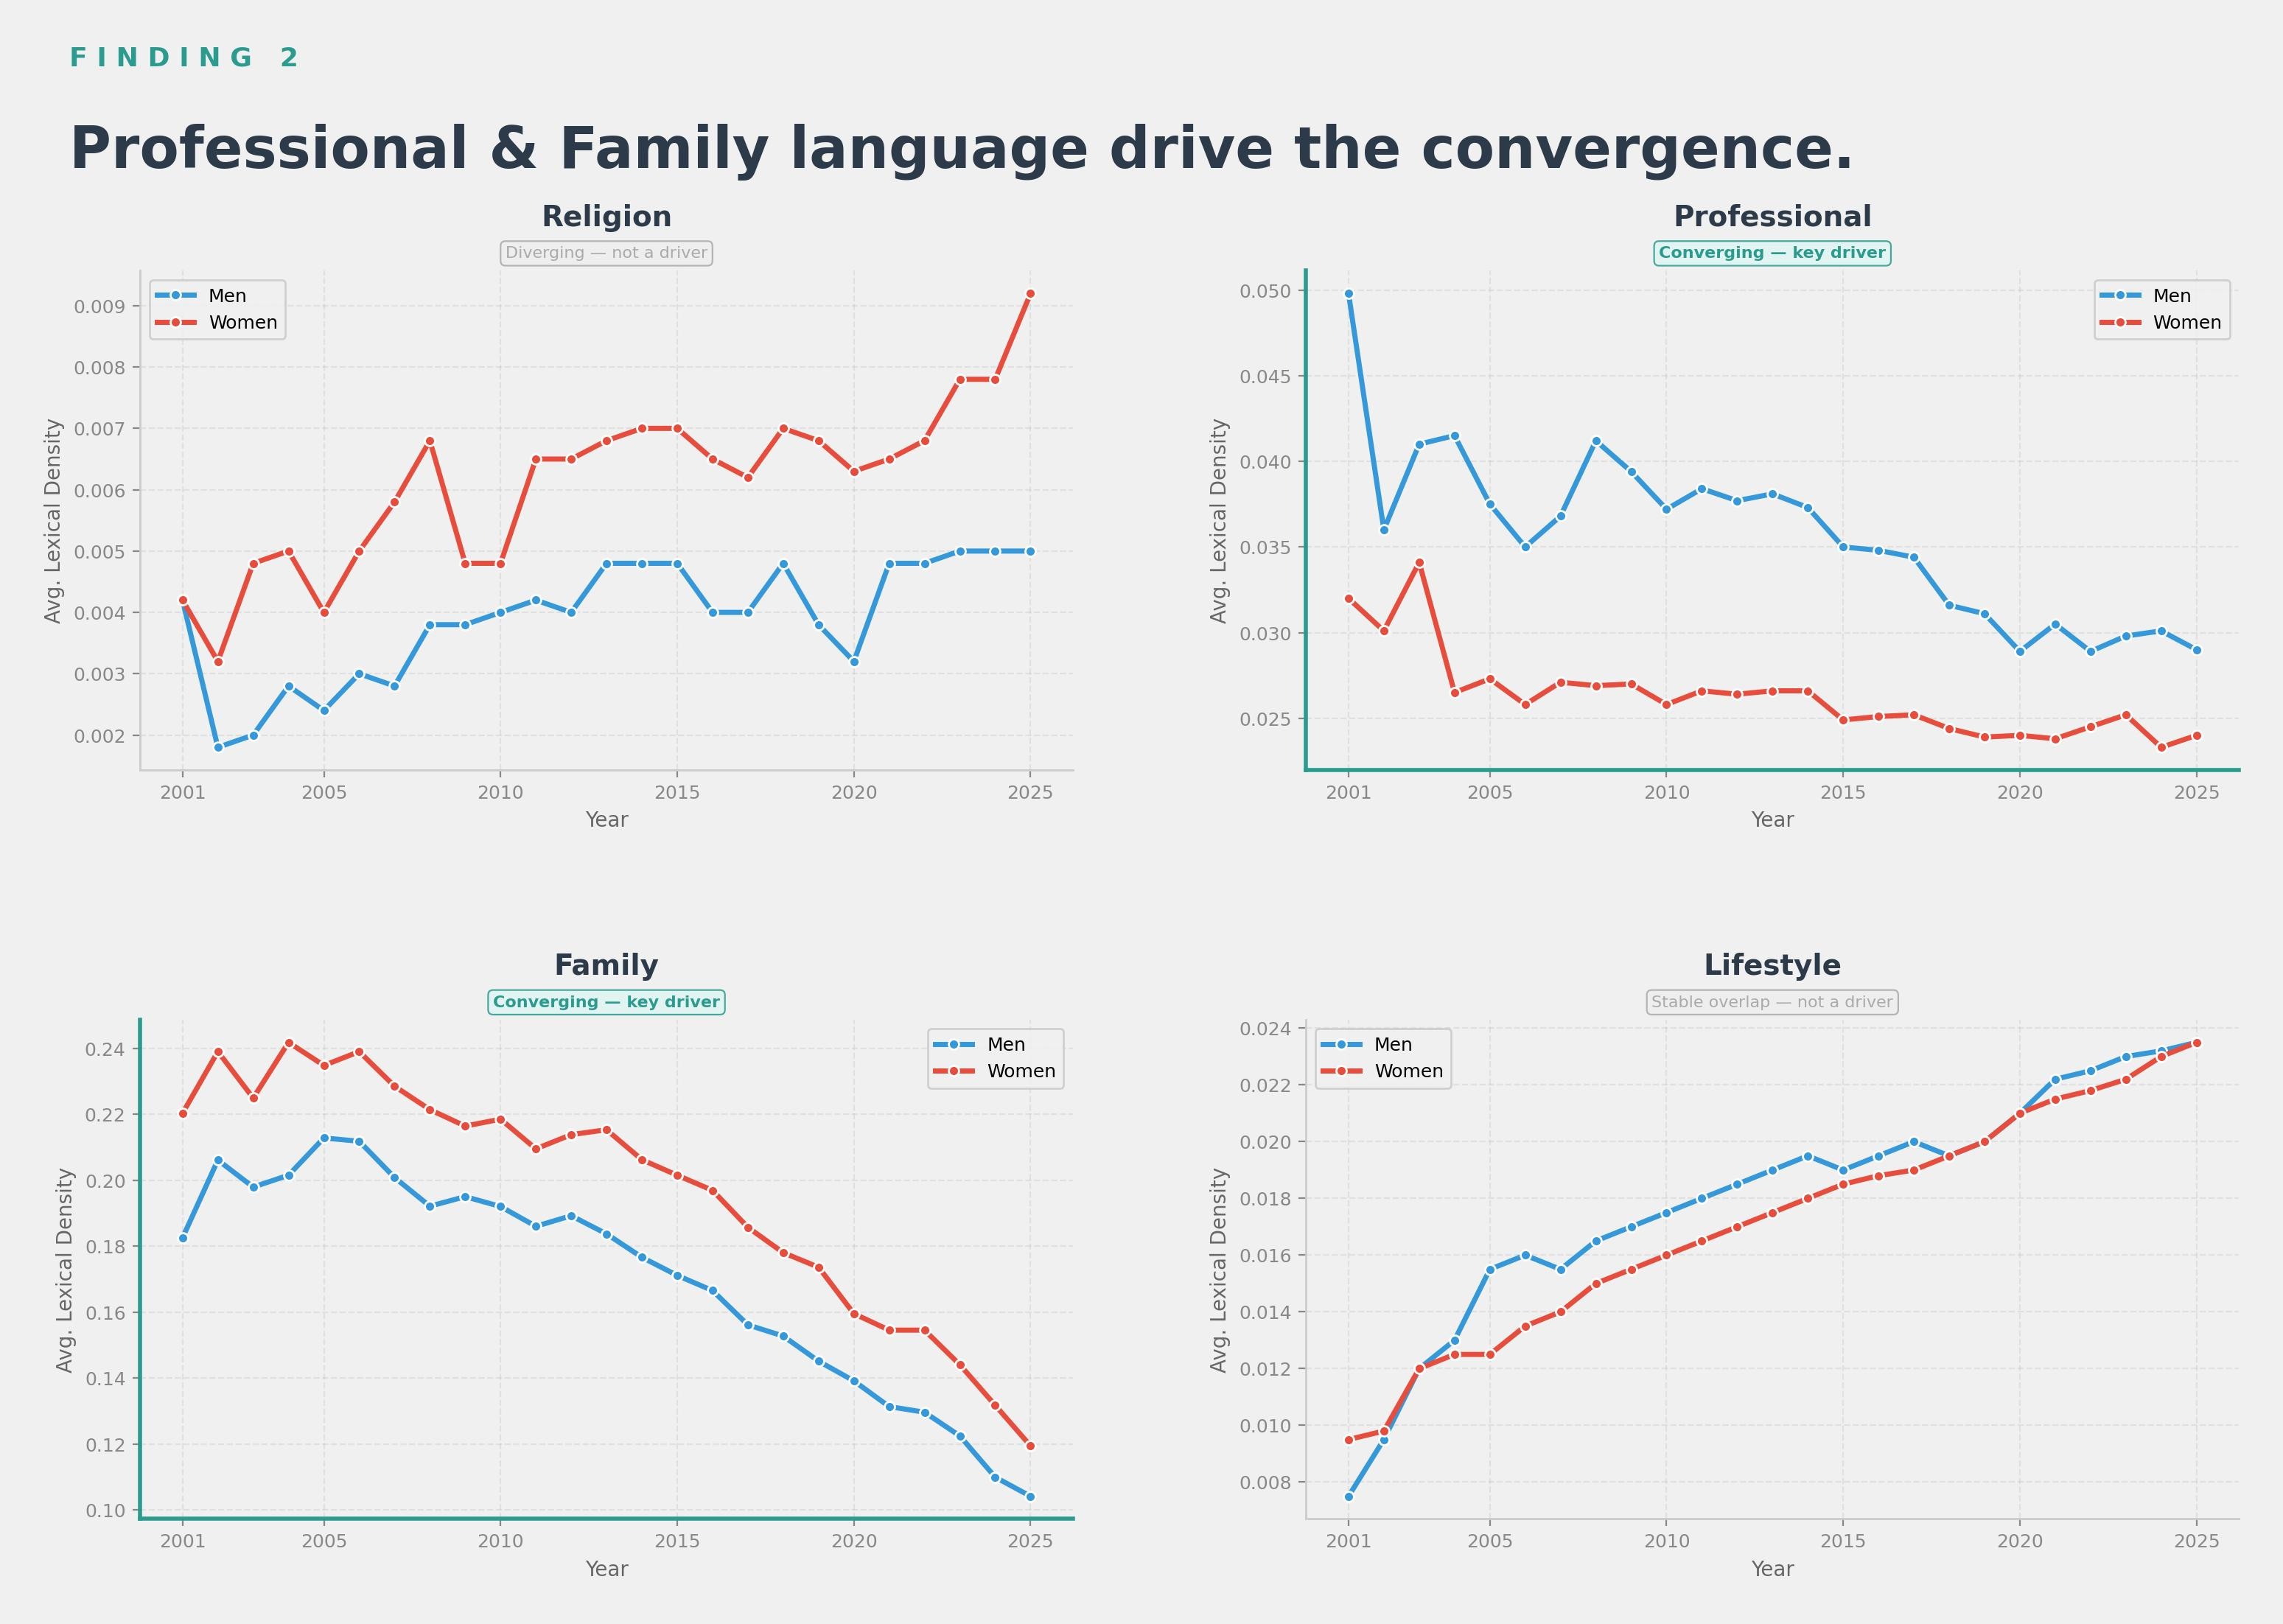 FINDING 2
Professional & Family language drive the convergence.
Religion
Diverging — not a driver
Men
Women
Avg. Lexical Density
0.009
0.008
0.007
0.006
0.005
0.004
0.003
0.002
2001 2005 2010 2015 2020 2025
Year
Professional
Converging — key driver
Men
Women
Avg. Lexical Density
0.050
0.045
0.040
0.035
0.030
0.025
2001 2005 2010 2015 2020 2025
Year
Family
Converging — key driver
Men
Women
Avg. Lexical Density
0.24
0.22
0.20
0.18
0.16
0.14
0.12
0.10
2001 2005 2010 2015 2020 2025
Year
Lifestyle
Stable overlap — not a driver
Men
Women
Avg. Lexical Density
0.024
0.022
0.020
0.018
0.016
0.014
0.012
0.010
0.008
2001 2005 2010 2015 2020 2025
Year